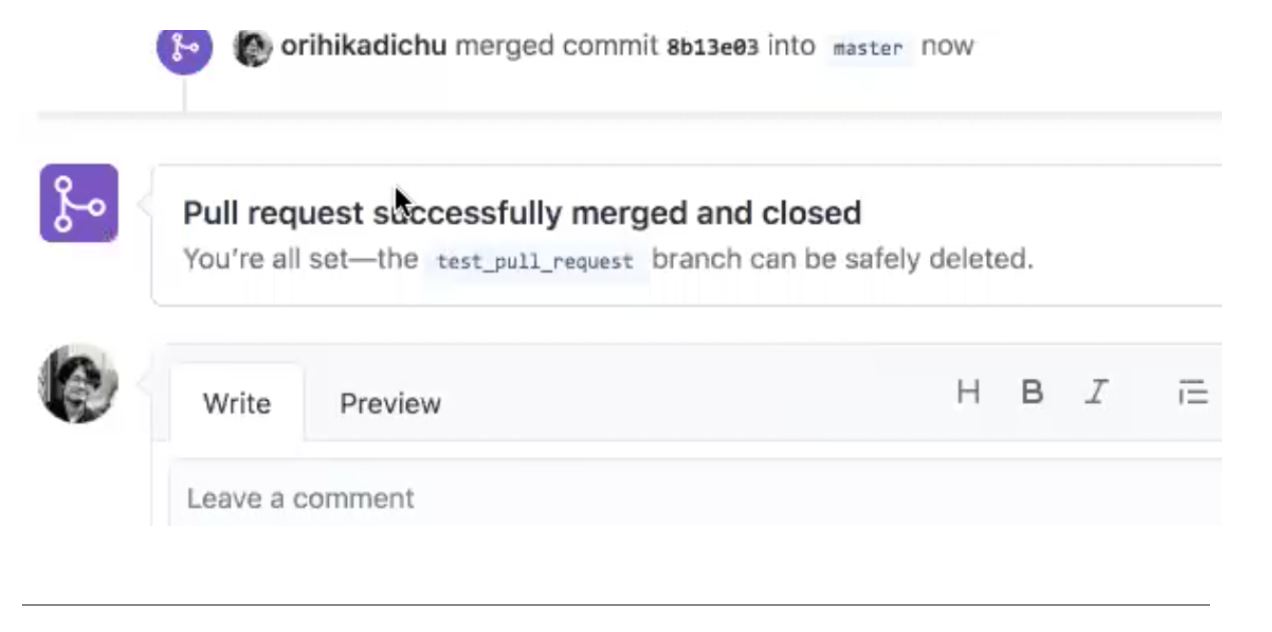 orihikadichu merged commit 8b13e03 into master now
Pull request successfully merged and closed
You're all set—the test_pull_request branch can be safely deleted.
Write Preview H B I
Leave a comment